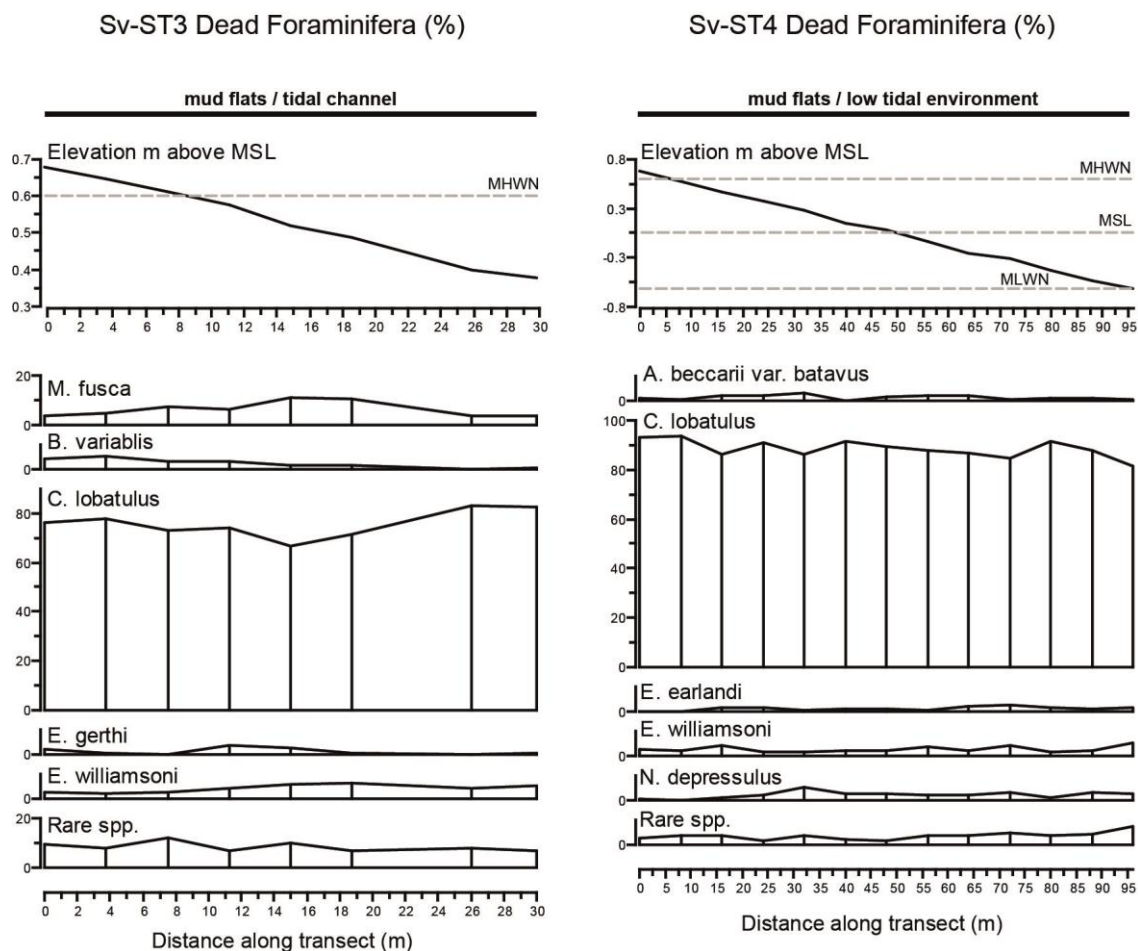 Sv-ST3 Dead Foraminifera (%)
mud flats / tidal channel
Elevation m above MSL
0.7
0.6
0.5
0.4
0.3
MHWN
0 2 4 6 8 10 11 14 16 18 20 22 24 26 28 30
M. fusca
20
0
B. variablis
0
C. lobatulus
80
60
40
20
0
E. gerthi
0
E. williamsoni
0
Rare spp.
20
0
0 2 4 6 8 10 12 14 16 18 20 22 24 26 28 30
Distance along transect (m)
Sv-ST4 Dead Foraminifera (%)
mud flats / low tidal environment
Elevation m above MSL
0.8
0.3
-0.3
-0.8
MHWN
MSL
MLWN
0 5 10 15 20 25 30 35 40 45 50 55 60 65 70 75 80 85 90 95
A. beccarii var. batavus
0
C. lobatulus
100
80
60
40
20
0
E. earlandi
0
E. williamsoni
0
N. depressulus
0
Rare spp.
0
0 5 10 15 20 25 30 35 40 45 50 55 60 65 70 75 80 85 90 95
Distance along transect (m)